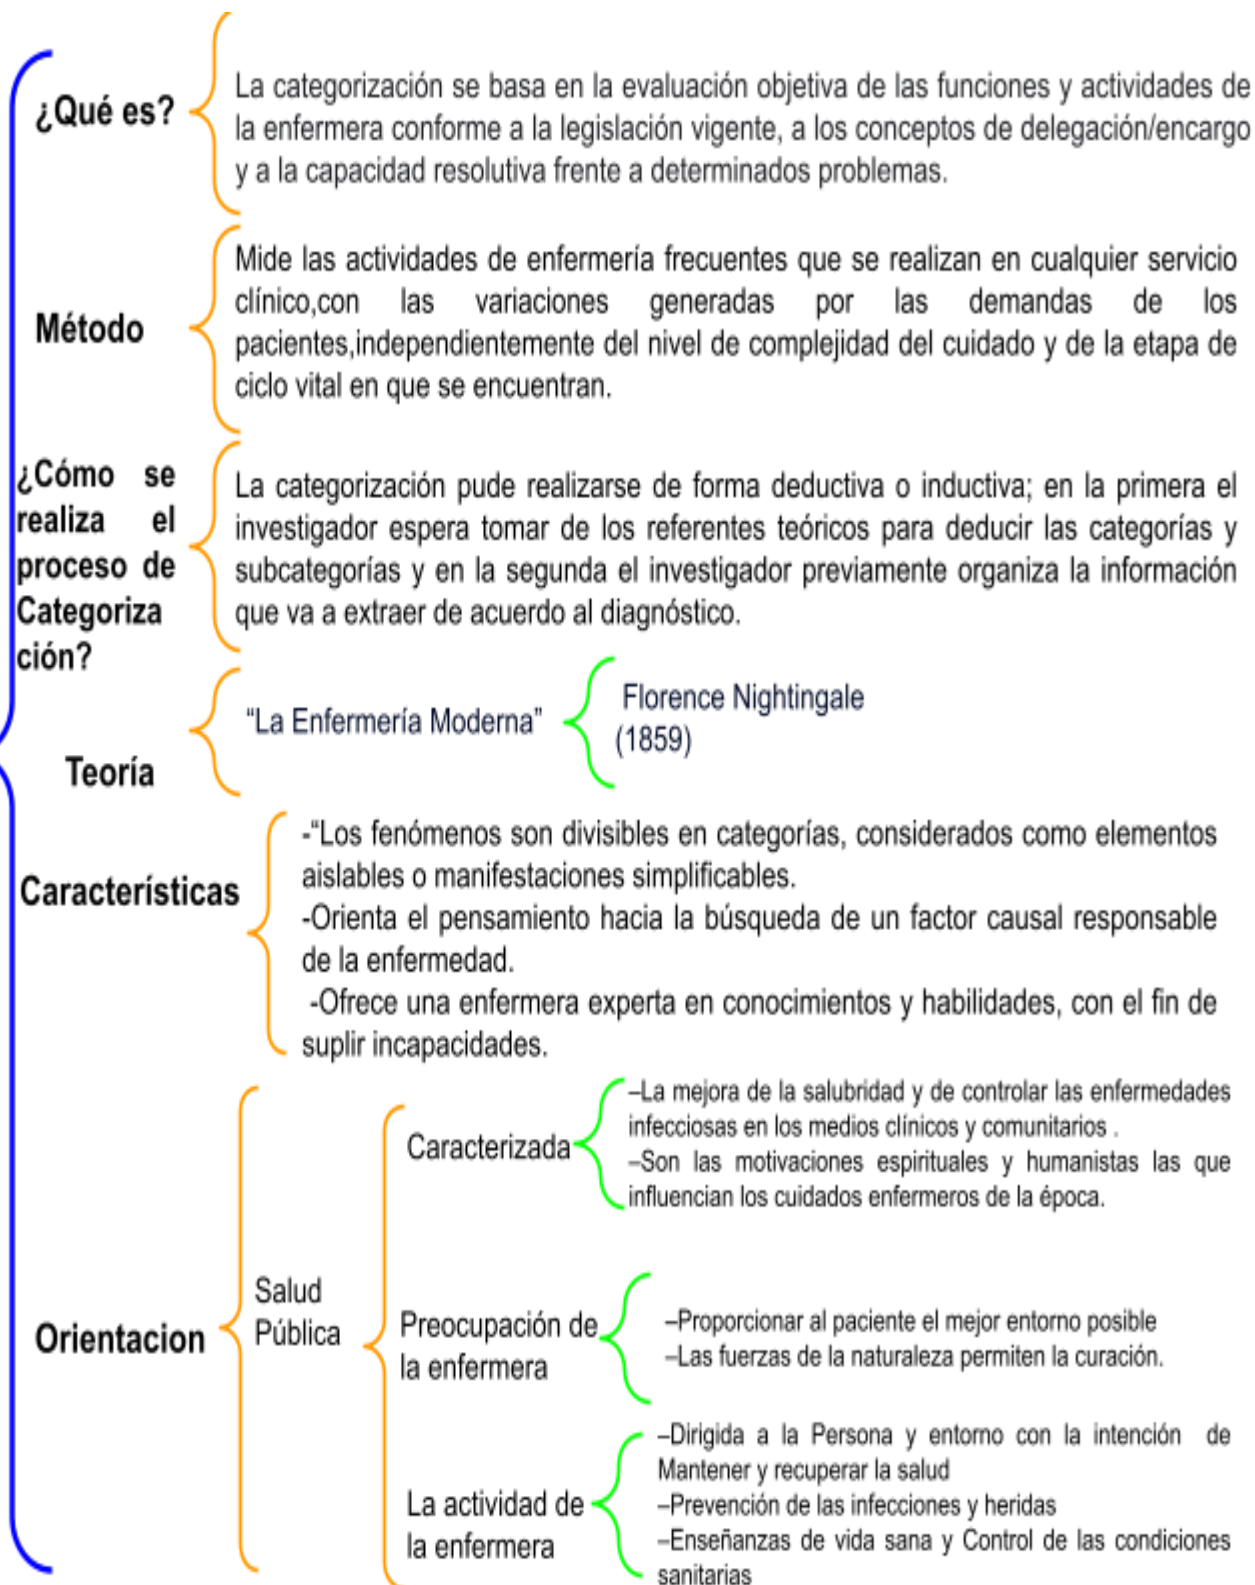 ¿Qué es?
La categorización se basa en la evaluación objetiva de las funciones y actividades de
la enfermera conforme a la legislación vigente, a los conceptos de delegación/encargo
y a la capacidad resolutiva frente a determinados problemas.
Método
Mide las actividades de enfermería frecuentes que se realizan en cualquier servicio
clínico,con las variaciones generadas por las demandas de los
pacientes,independientemente del nivel de complejidad del cuidado y de la etapa de
ciclo vital en que se encuentran.
¿Cómo se
realiza el
proceso de
Categoriza
ción?
La categorización pude realizarse de forma deductiva o inductiva; en la primera el
investigador espera tomar de los referentes teóricos para deducir las categorías y
subcategorías y en la segunda el investigador previamente organiza la información
que va a extraer de acuerdo al diagnóstico.
Teoría
“La Enfermería Moderna”
Florence Nightingale
(1859)
Característicias
-“Los fenómenos son divisibles en categorías, considerados como elementos
aislables o manifestaciones simplificables.
-Orienta el pensamiento hacia la búsqueda de un factor causal responsable
de la enfermedad.
-Ofrece una enfermera experta en conocimientos y habilidades, con el fin de
suplir incapacidades.
Orientacion
Salud
Pública
Caracterizada
–La mejora de la salubridad y de controlar las enfermedades
infecciosas en los medios clínicos y comunitarios .
–Son las motivaciones espirituales y humanistas las que
influencian los cuidados enfermeros de la época.
Preocupación de
la enfermera
–Proporcionar al paciente el mejor entorno posible
–Las fuerzas de la naturaleza permiten la curación.
La actividad de
la enfermera
–Dirigida a la Persona y entorno con la intención de
Mantener y recuperar la salud
–Prevención de las infecciones y heridas
–Enseñanzas de vida sana y Control de las condiciones
sanitarias